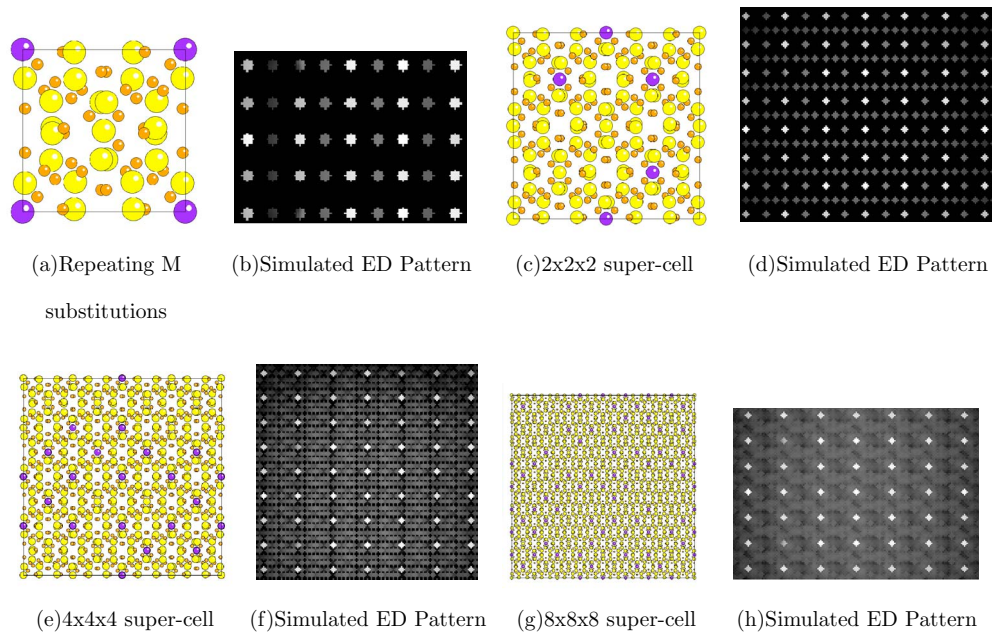 (a)Repeating M
substitutions
(b)Simulated ED Pattern
(c)2x2x2 super-cell
(d)Simulated ED Pattern
(e)4x4x4 super-cell
(f)Simulated ED Pattern
(g)8x8x8 super-cell
(h)Simulated ED Pattern